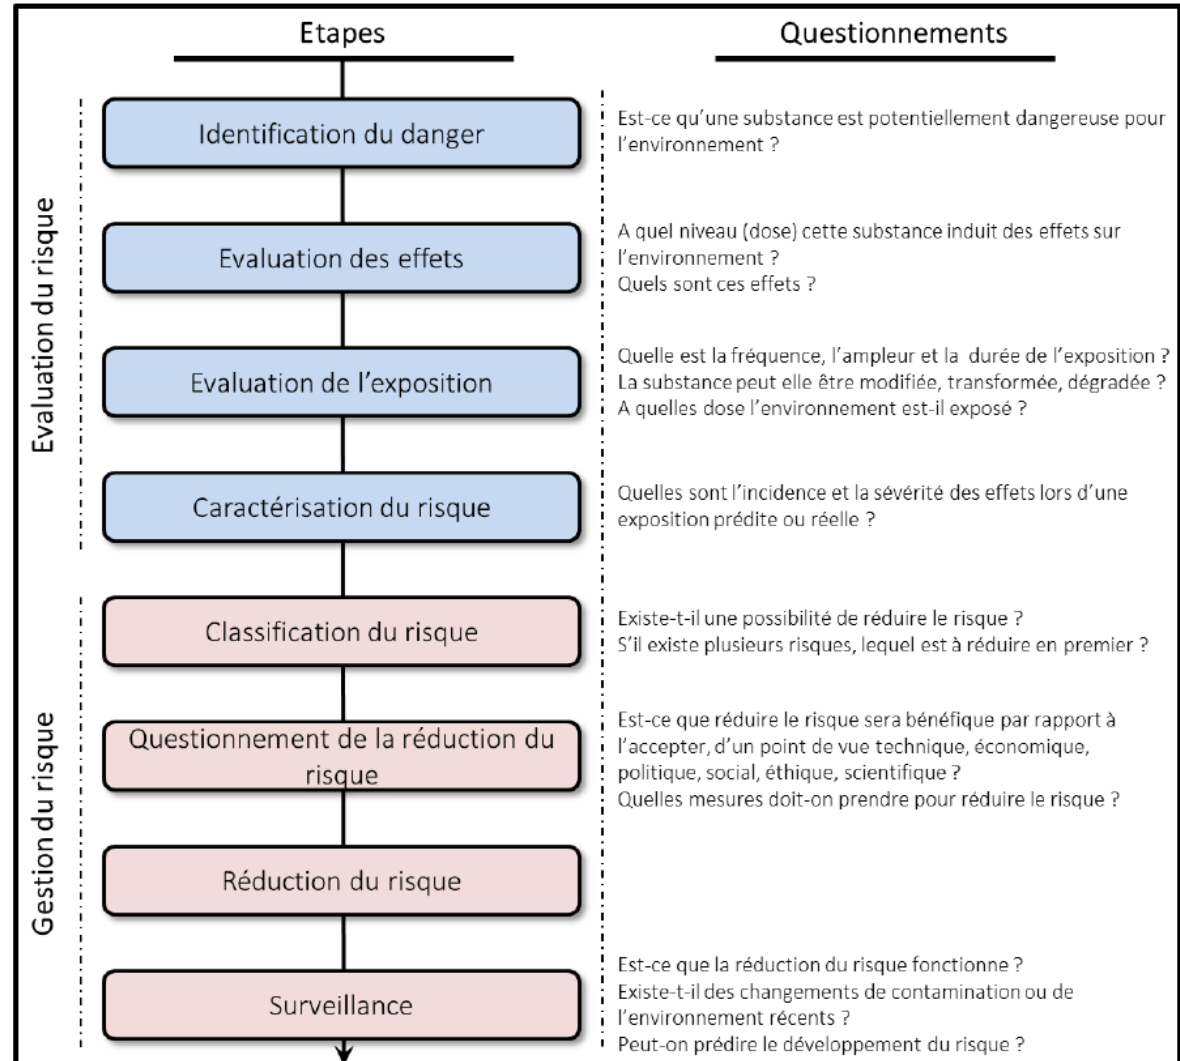 Etapes
Questionnements
Evaluation du risque
Identification du danger
Est-ce qu'une substance est potentiellement dangereuse pour
l'environnement ?
Evaluation des effets
A quel niveau (dose) cette substance induit des effets sur
l'environnement ?
Quels sont ces effets ?
Evaluation de l'exposition
Quelle est la fréquence, l'ampleur et la durée de l'exposition ?
La substance peut elle être modifiée, transformée, dégradée ?
A quelles dose l'environnement est-il exposé ?
Caractérisation du risque
Quelles sont l'incidence et la sévérité des effets lors d'une
exposition prédite ou réelle ?
Gestion du risque
Classification du risque
Existe-t-il une possibilité de réduire le risque ?
S'il existe plusieurs risques, lequel est à réduire en premier ?
Questionnement de la réduction du
risque
Est-ce que réduire le risque sera bénéfique par rapport à
l'accepter, d'un point de vue technique, économique,
politique, social, éthique, scientifique ?
Quelles mesures doit-on prendre pour réduire le risque ?
Réduction du risque
Surveillance
Est-ce que la réduction du risque fonctionne ?
Existe-t-il des changements de contamination ou de
l'environnement récents ?
Peut-on prédire le développement du risque ?